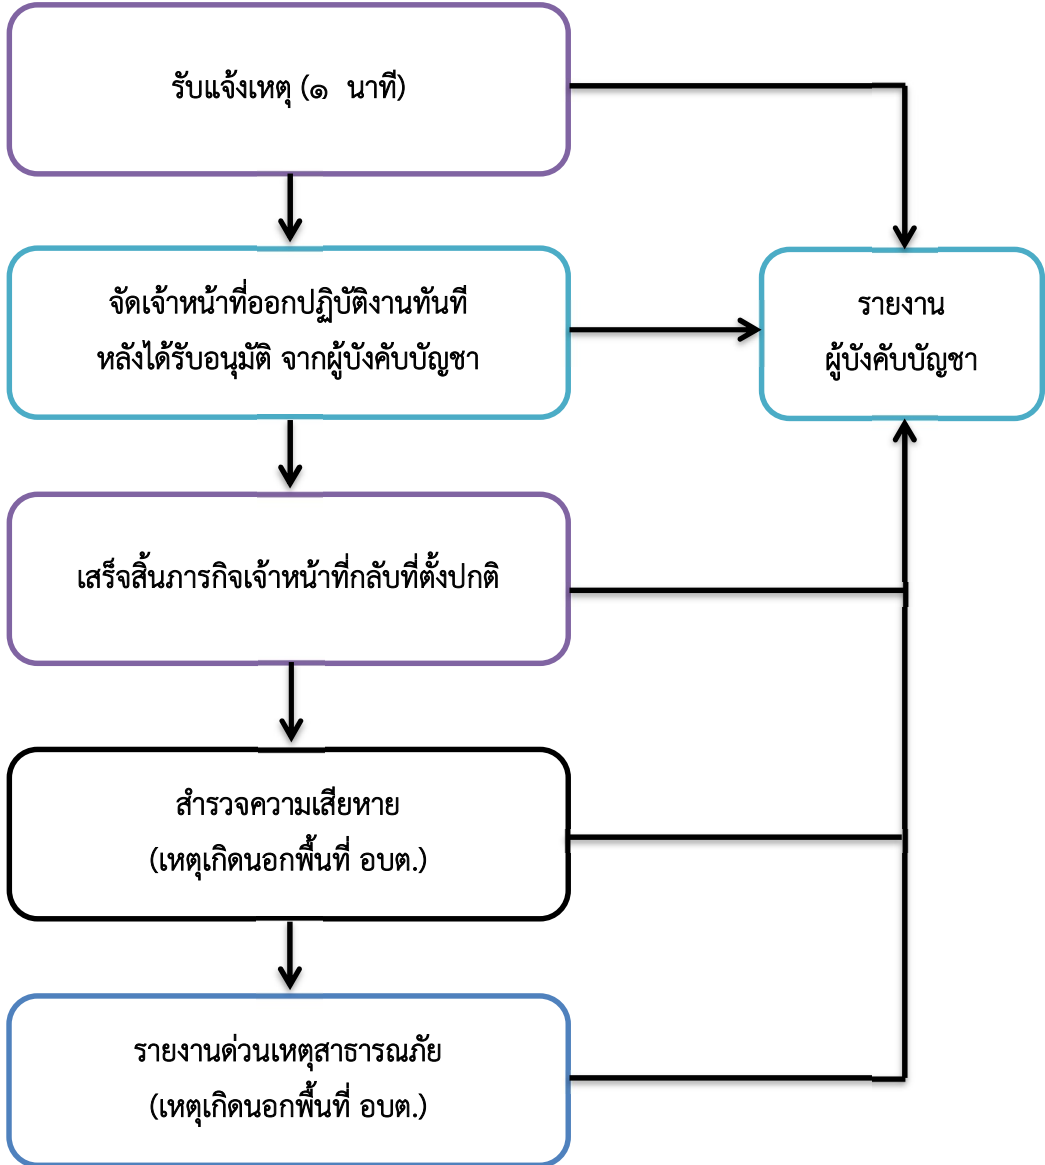 รับแจ้งเหตุ (๑ นาที)
จัดเจ้าหน้าที่ออกปฏิบัติงานทันที
หลังได้รับอนุมัติ จากผู้บังคับบัญชา
รายงาน
ผู้บังคับบัญชา
เสร็จสิ้นภารกิจเจ้าหน้าที่กลับที่ตั้งปกติ
สำรวจความเสียหาย
(เหตุเกิดนอกพื้นที่ อบต.)
รายงานด่วนเหตุสาธารณภัย
(เหตุเกิดนอกพื้นที่ อบต.)